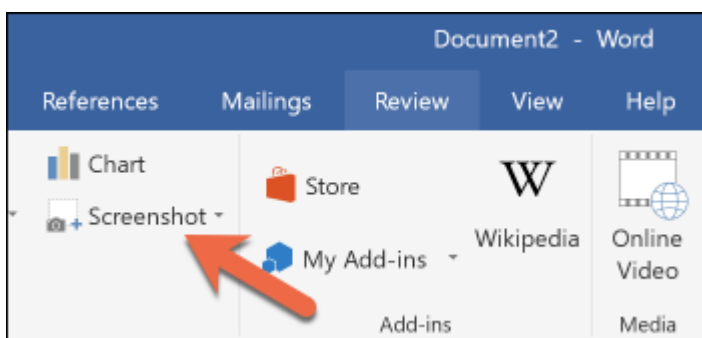 Document2 - Word
References Mailings Review View Help
Chart
Screenshot
Store
My Add-ins
W
Wikipedia
Online
Video
Add-ins
Media